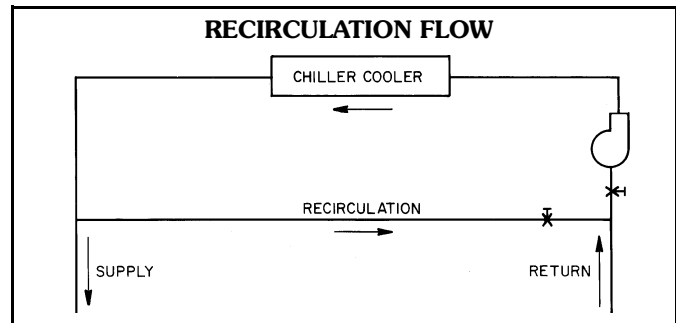 RECIRCULATION FLOW
CHILLER COOLER
RECIRCULATION
SUPPLY
RETURN